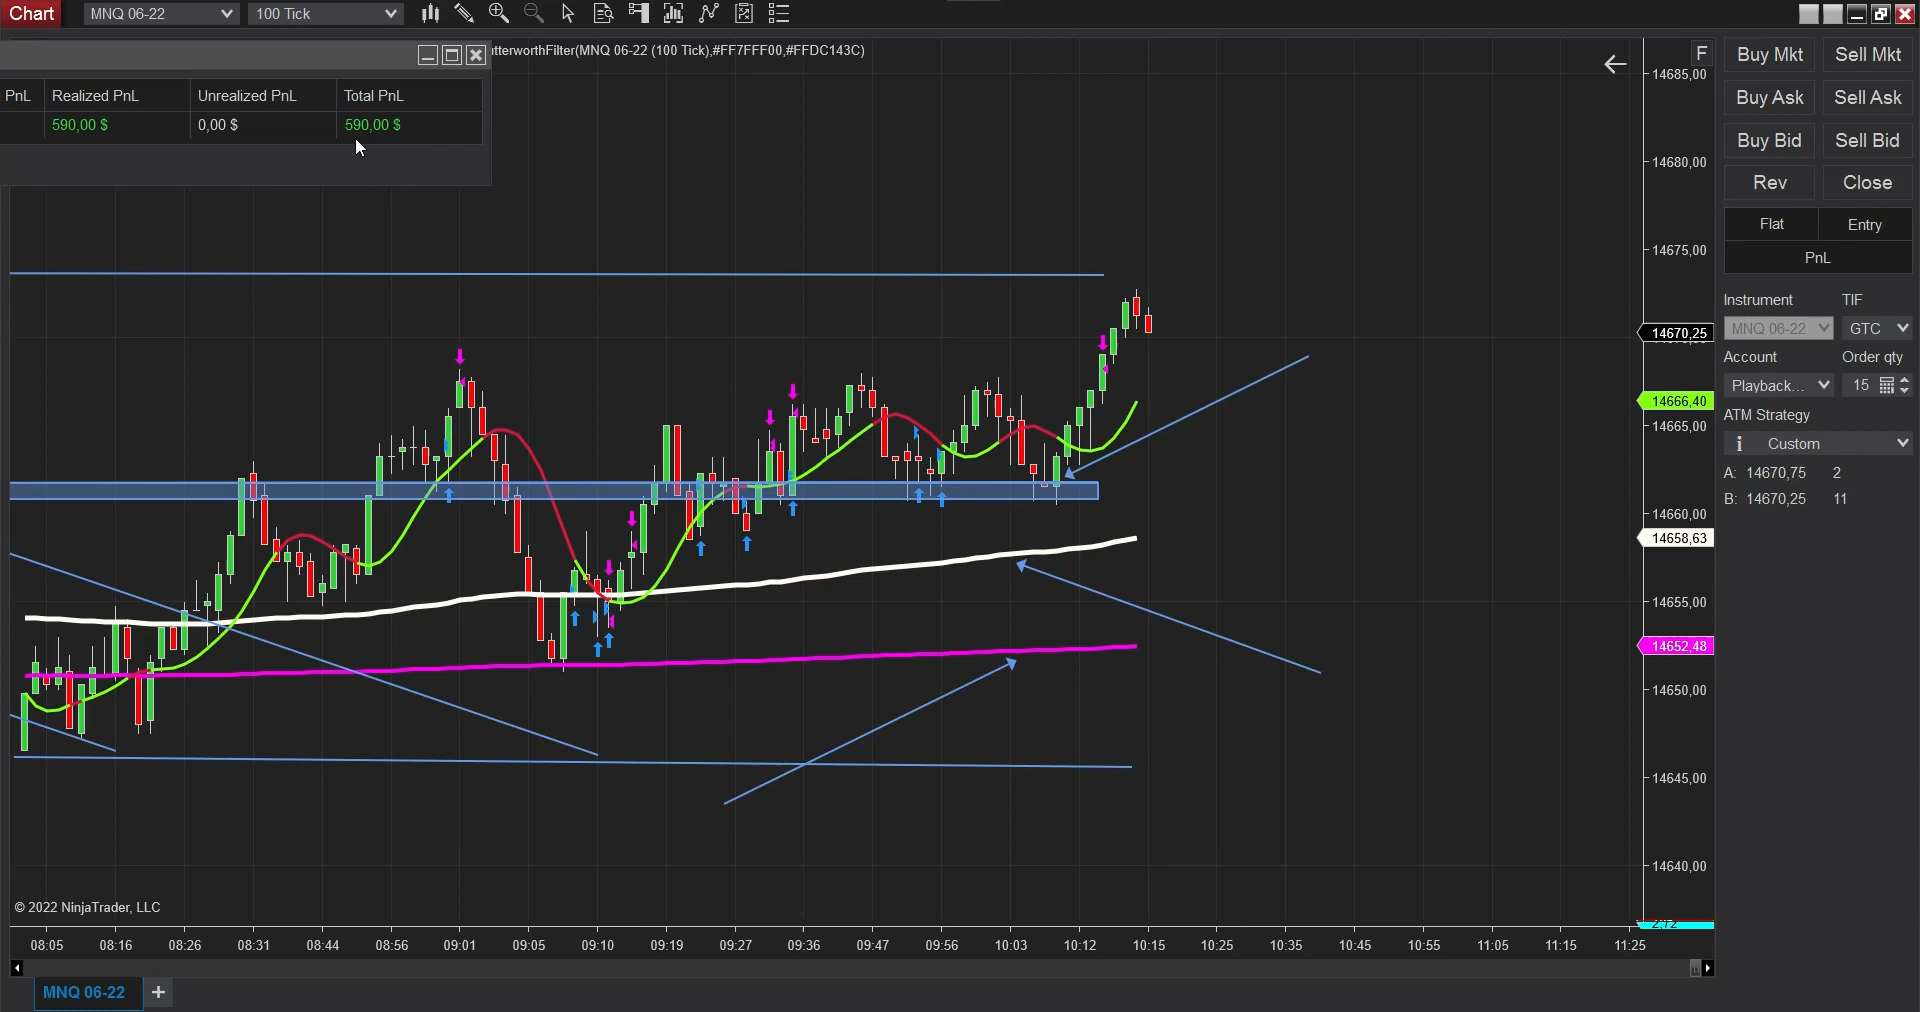 Chart MNQ 06-22 100 Tick
utterworthFilter(MNQ 06-22 (100 Tick),#FF7FFF00,#FFDC143C)
PnL Realized PnL Unrealized PnL Total PnL
590,00 $ 0,00 $ 590,00 $
F
14685,00
14680,00
14675,00
14670,25
14666,40
14665,00
14660,00
14658,63
14655,00
14652,48
14650,00
14645,00
14640,00
2,72
Buy Mkt Sell Mkt
Buy Ask Sell Ask
Buy Bid Sell Bid
Rev Close
Flat Entry
PnL
Instrument TIF
MNQ 06-22 GTC
Account Order qty
Playback... 15
ATM Strategy
i Custom
A: 14670,75 2
B: 14670,25 11
© 2022 NinjaTrader, LLC
08:05 08:16 08:26 08:31 08:44 08:56 09:01 09:05 09:10 09:19 09:27 09:36 09:47 09:56 10:03 10:12 10:15 10:25 10:35 10:45 10:55 11:05 11:15 11:25
MNQ 06-22 +